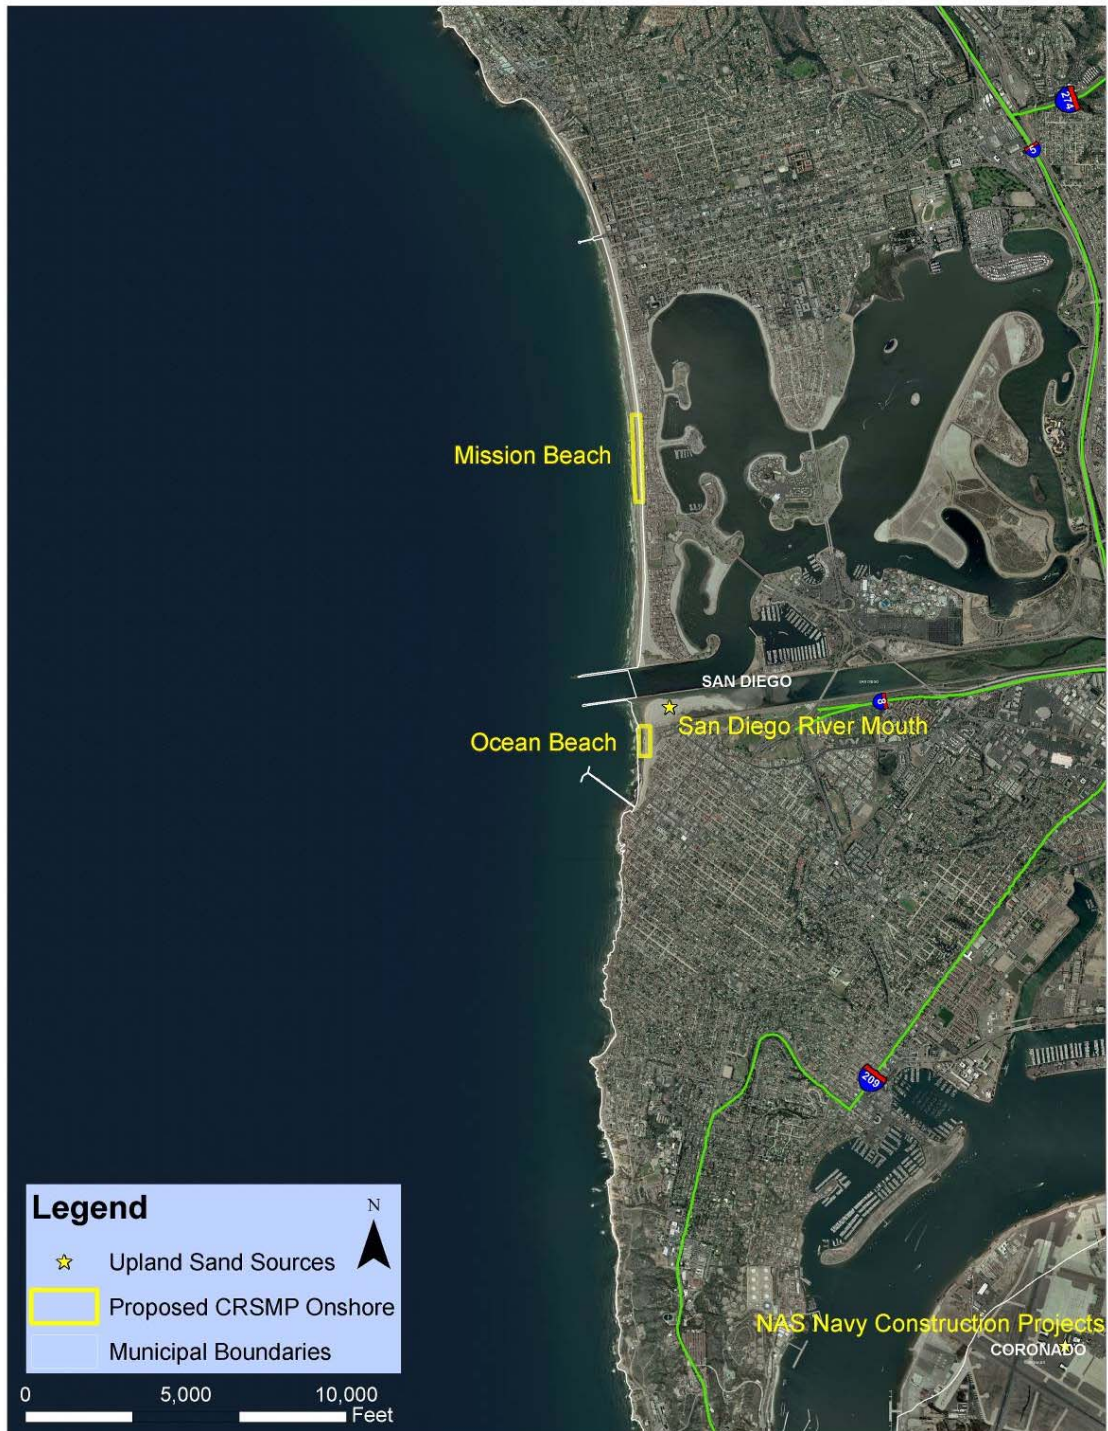 274
5
Mission Beach
SAN DIEGO
8
San Diego River Mouth
Ocean Beach
209
Legend
N
Upland Sand Sources
Proposed CRSMP Onshore
Municipal Boundaries
NAS Navy Construction Projects
CORONADO
0 5,000 10,000
Feet